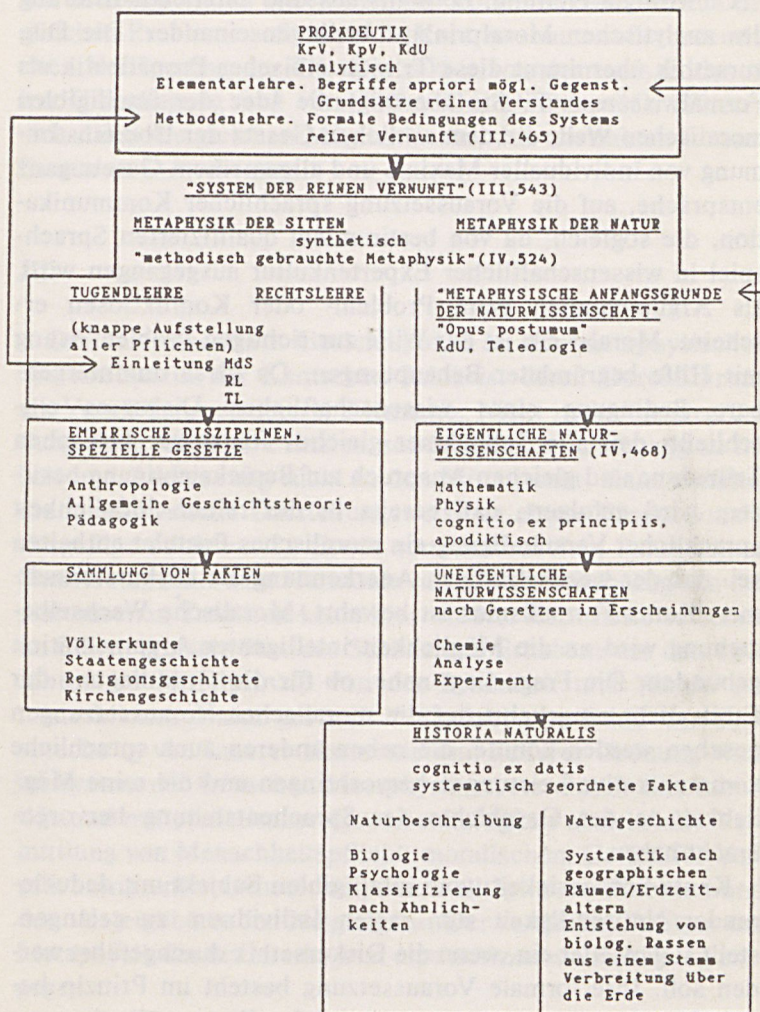 PROPÄDEUTIK
KrV, KpV, KdU
analytisch
Elementarlehre. Begriffe apriori mögl. Gegenst.
Grundsätze reinen Verstandes
Methodenlehre. Formale Bedingungen des Systems
reiner Vernunft (III,465)
"SYSTEM DER REINEN VERNUNFT"(III,543)
METAPHYSIK DER SITTEN METAPHYSIK DER NATUR
synthetisch
"methodisch gebrauchte Metaphysik"(IV,524)
TUGENDLEHRE RECHTSLEHRE
(knappe Aufstellung
aller Pflichten)
Einleitung MdS
RL
TL
"METAPHYSISCHE ANFANGSGRUNDE
DER NATURWISSENSCHAFT"
"Opus postumum"
KdU, Teleologie
EMPIRISCHE DISZIPLINEN.
SPEZIELLE GESETZE
Anthropologie
Allgemeine Geschichtstheorie
Pädagogik
EIGENTLICHE NATUR-
WISSENSCHAFTEN (IV,468)
Mathematik
Physik
cognitio ex principiis,
apodiktisch
SAMMLUNG VON FAKTEN
Völkerkunde
Staatengeschichte
Religionsgeschichte
Kirchengeschichte
UNEIGENTLICHE
NATURWISSENSCHAFTEN
nach Gesetzen in Erscheinungen
Chemie
Analyse
Experiment
HISTORIA NATURALIS
cognitio ex datis
systematisch geordnete Fakten
Naturbeschreibung
Biologie
Psychologie
Klassifizierung
nach Ähnlich-
keiten
Naturgeschichte
Systematik nach
geographischen
Räumen/Erdzeit-
altern
Entstehung von
biolog. Rassen
aus einem Stamm
Verbreitung über
die Erde